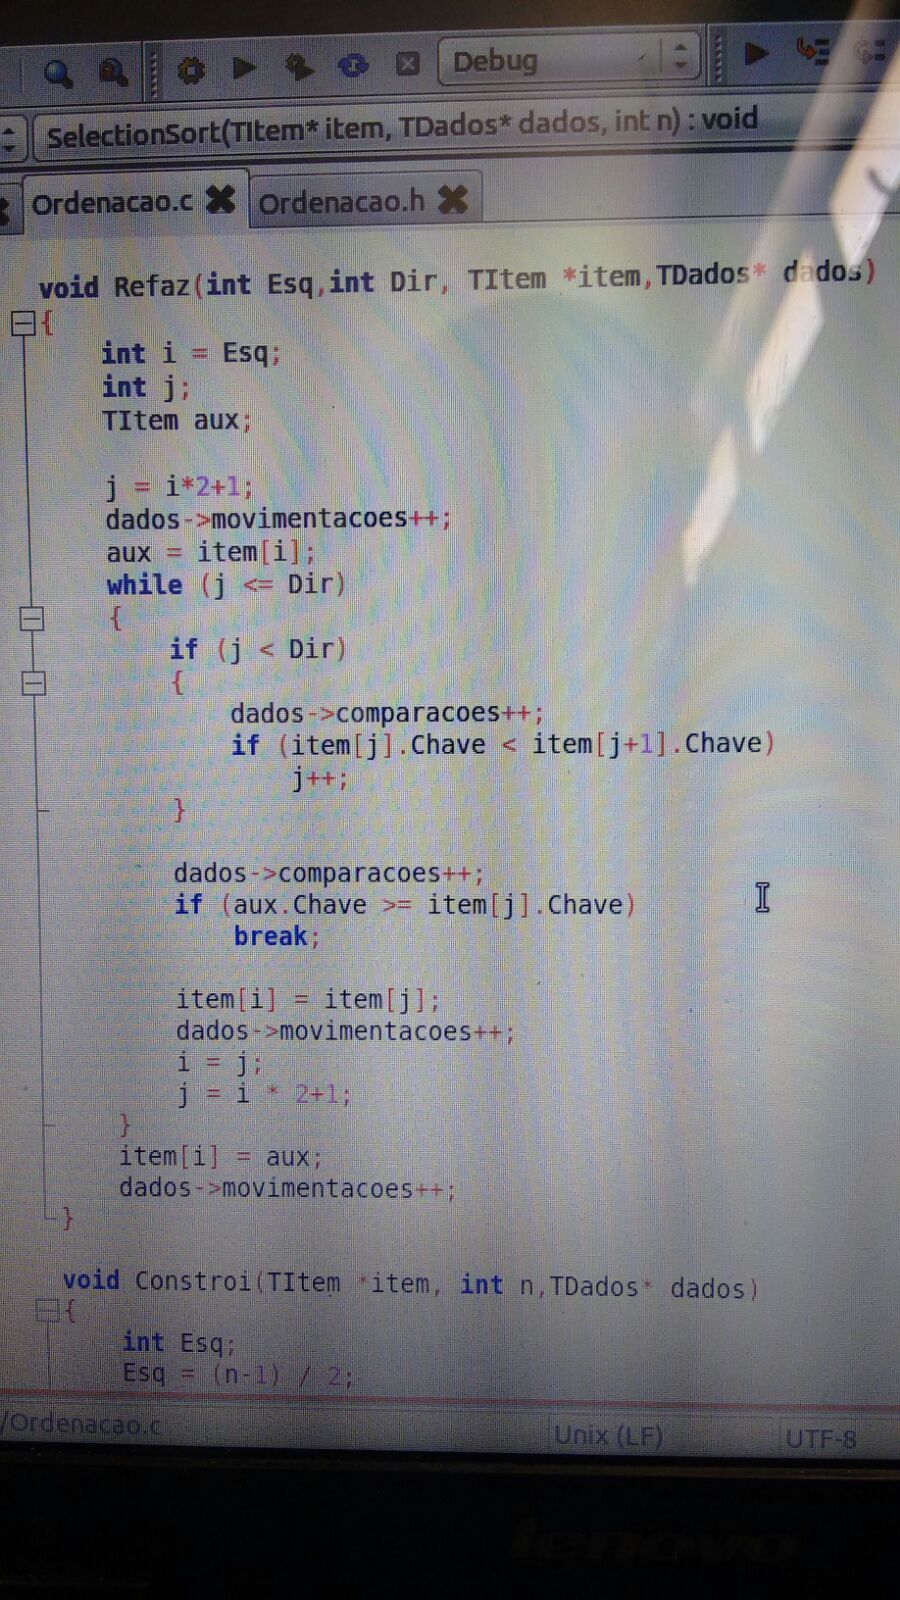 Debug
SelectionSort(TItem* item, TDados* dados, int n) : void
Ordenacao.c Ordenacao.h
void Refaz(int Esq,int Dir, TItem *item,TDados* dados)
{
int i = Esq;
int j;
TItem aux;
j = i*2+1;
dados->movimentacoes++;
aux = item[i];
while (j <= Dir)
{
if (j < Dir)
{
dados->comparacoes++;
if (item[j].Chave < item[j+1].Chave)
j++;
}
dados->comparacoes++;
if (aux.Chave >= item[j].Chave)
break;
item[i] = item[j];
dados->movimentacoes++;
i = j;
j = i * 2+1;
}
item[i] = aux;
dados->movimentacoes++;
}
void Constroi(TItem *item, int n,TDados* dados)
{
int Esq;
Esq = (n-1) / 2;
/Ordenacao.c Unix (LF) UTF-8
lenovo